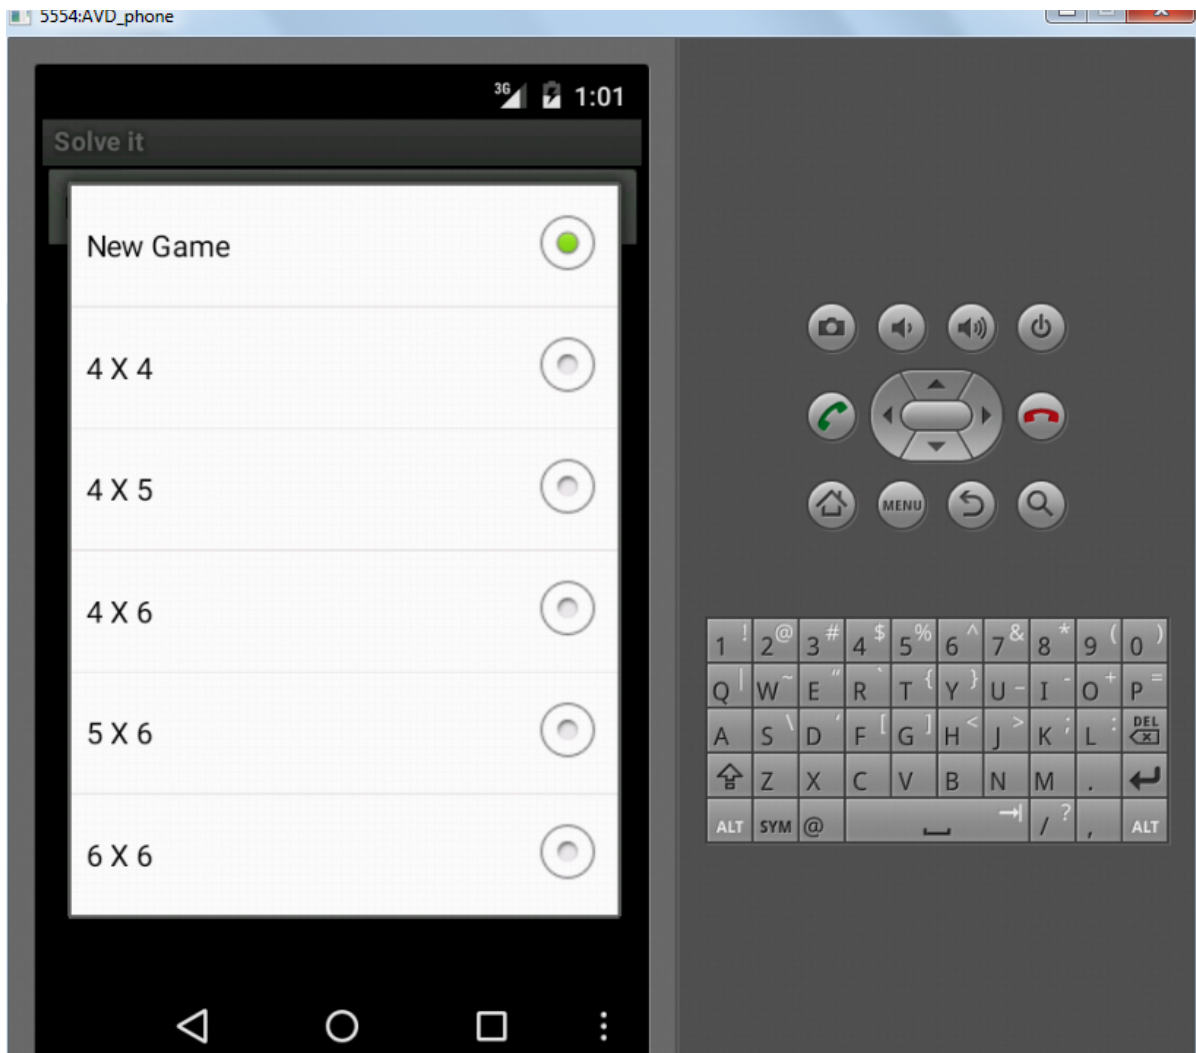 5554:AVD_phone
3G 1:01
Solve it
New Game
4 X 4
4 X 5
4 X 6
5 X 6
6 X 6
MENU
1 ! 2 @ 3 # 4 $ 5 % 6 ^ 7 & 8 * 9 ( 0 )
Q | W ~ E " R ` T { Y } U _ I - O + P =
A S \ D ' F [ G ] H < J > K ; L : DEL
Z X C V B N M .
ALT SYM @ / ? , ALT